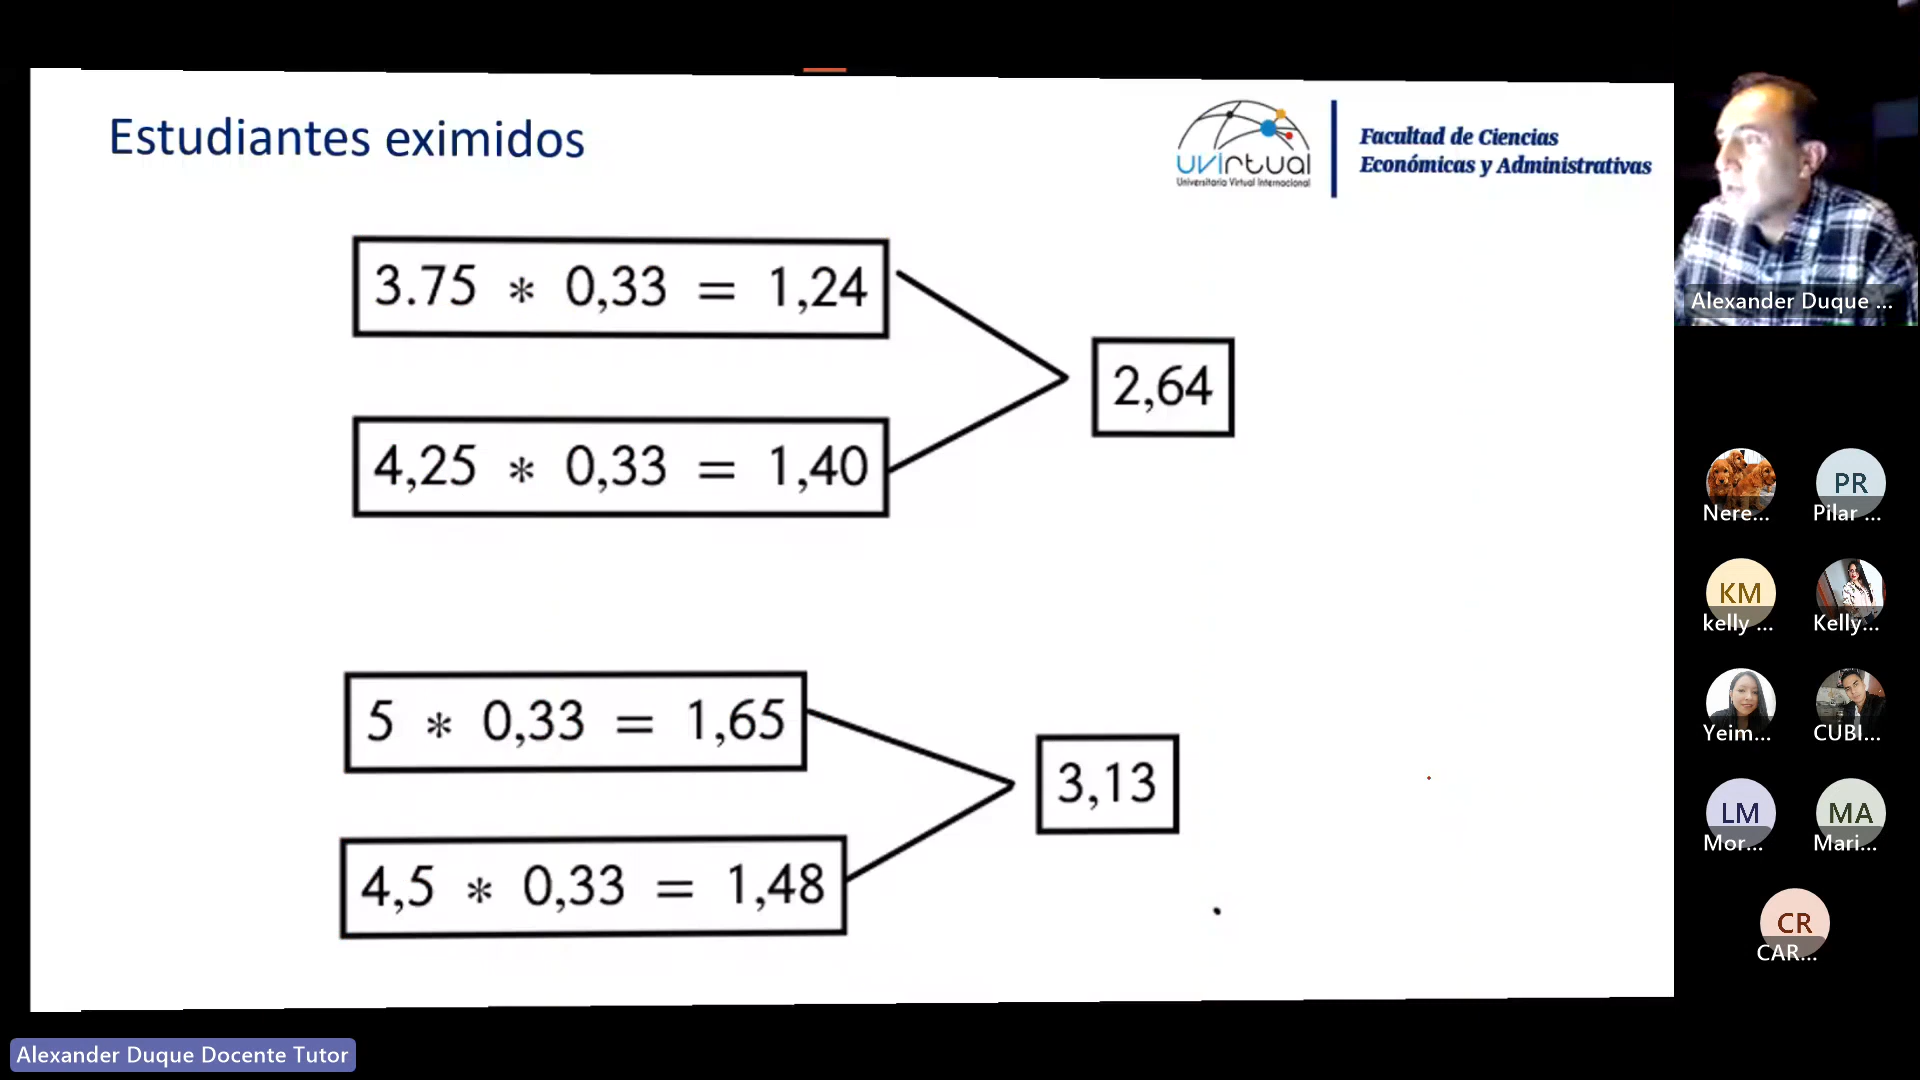 Estudiantes eximidos
uvirtual
Universitaria Virtual Internacional
Facultad de Ciencias
Económicas y Administrativas
3.75 * 0,33 = 1,24
4,25 * 0,33 = 1,40
2,64
5 * 0,33 = 1,65
4,5 * 0,33 = 1,48
3,13
Alexander Duque ...
Nere...
PR
Pilar ...
KM
kelly ...
Kelly...
Yeim...
CUBI...
LM
Mor...
MA
Mari...
CR
CAR...
Alexander Duque Docente Tutor